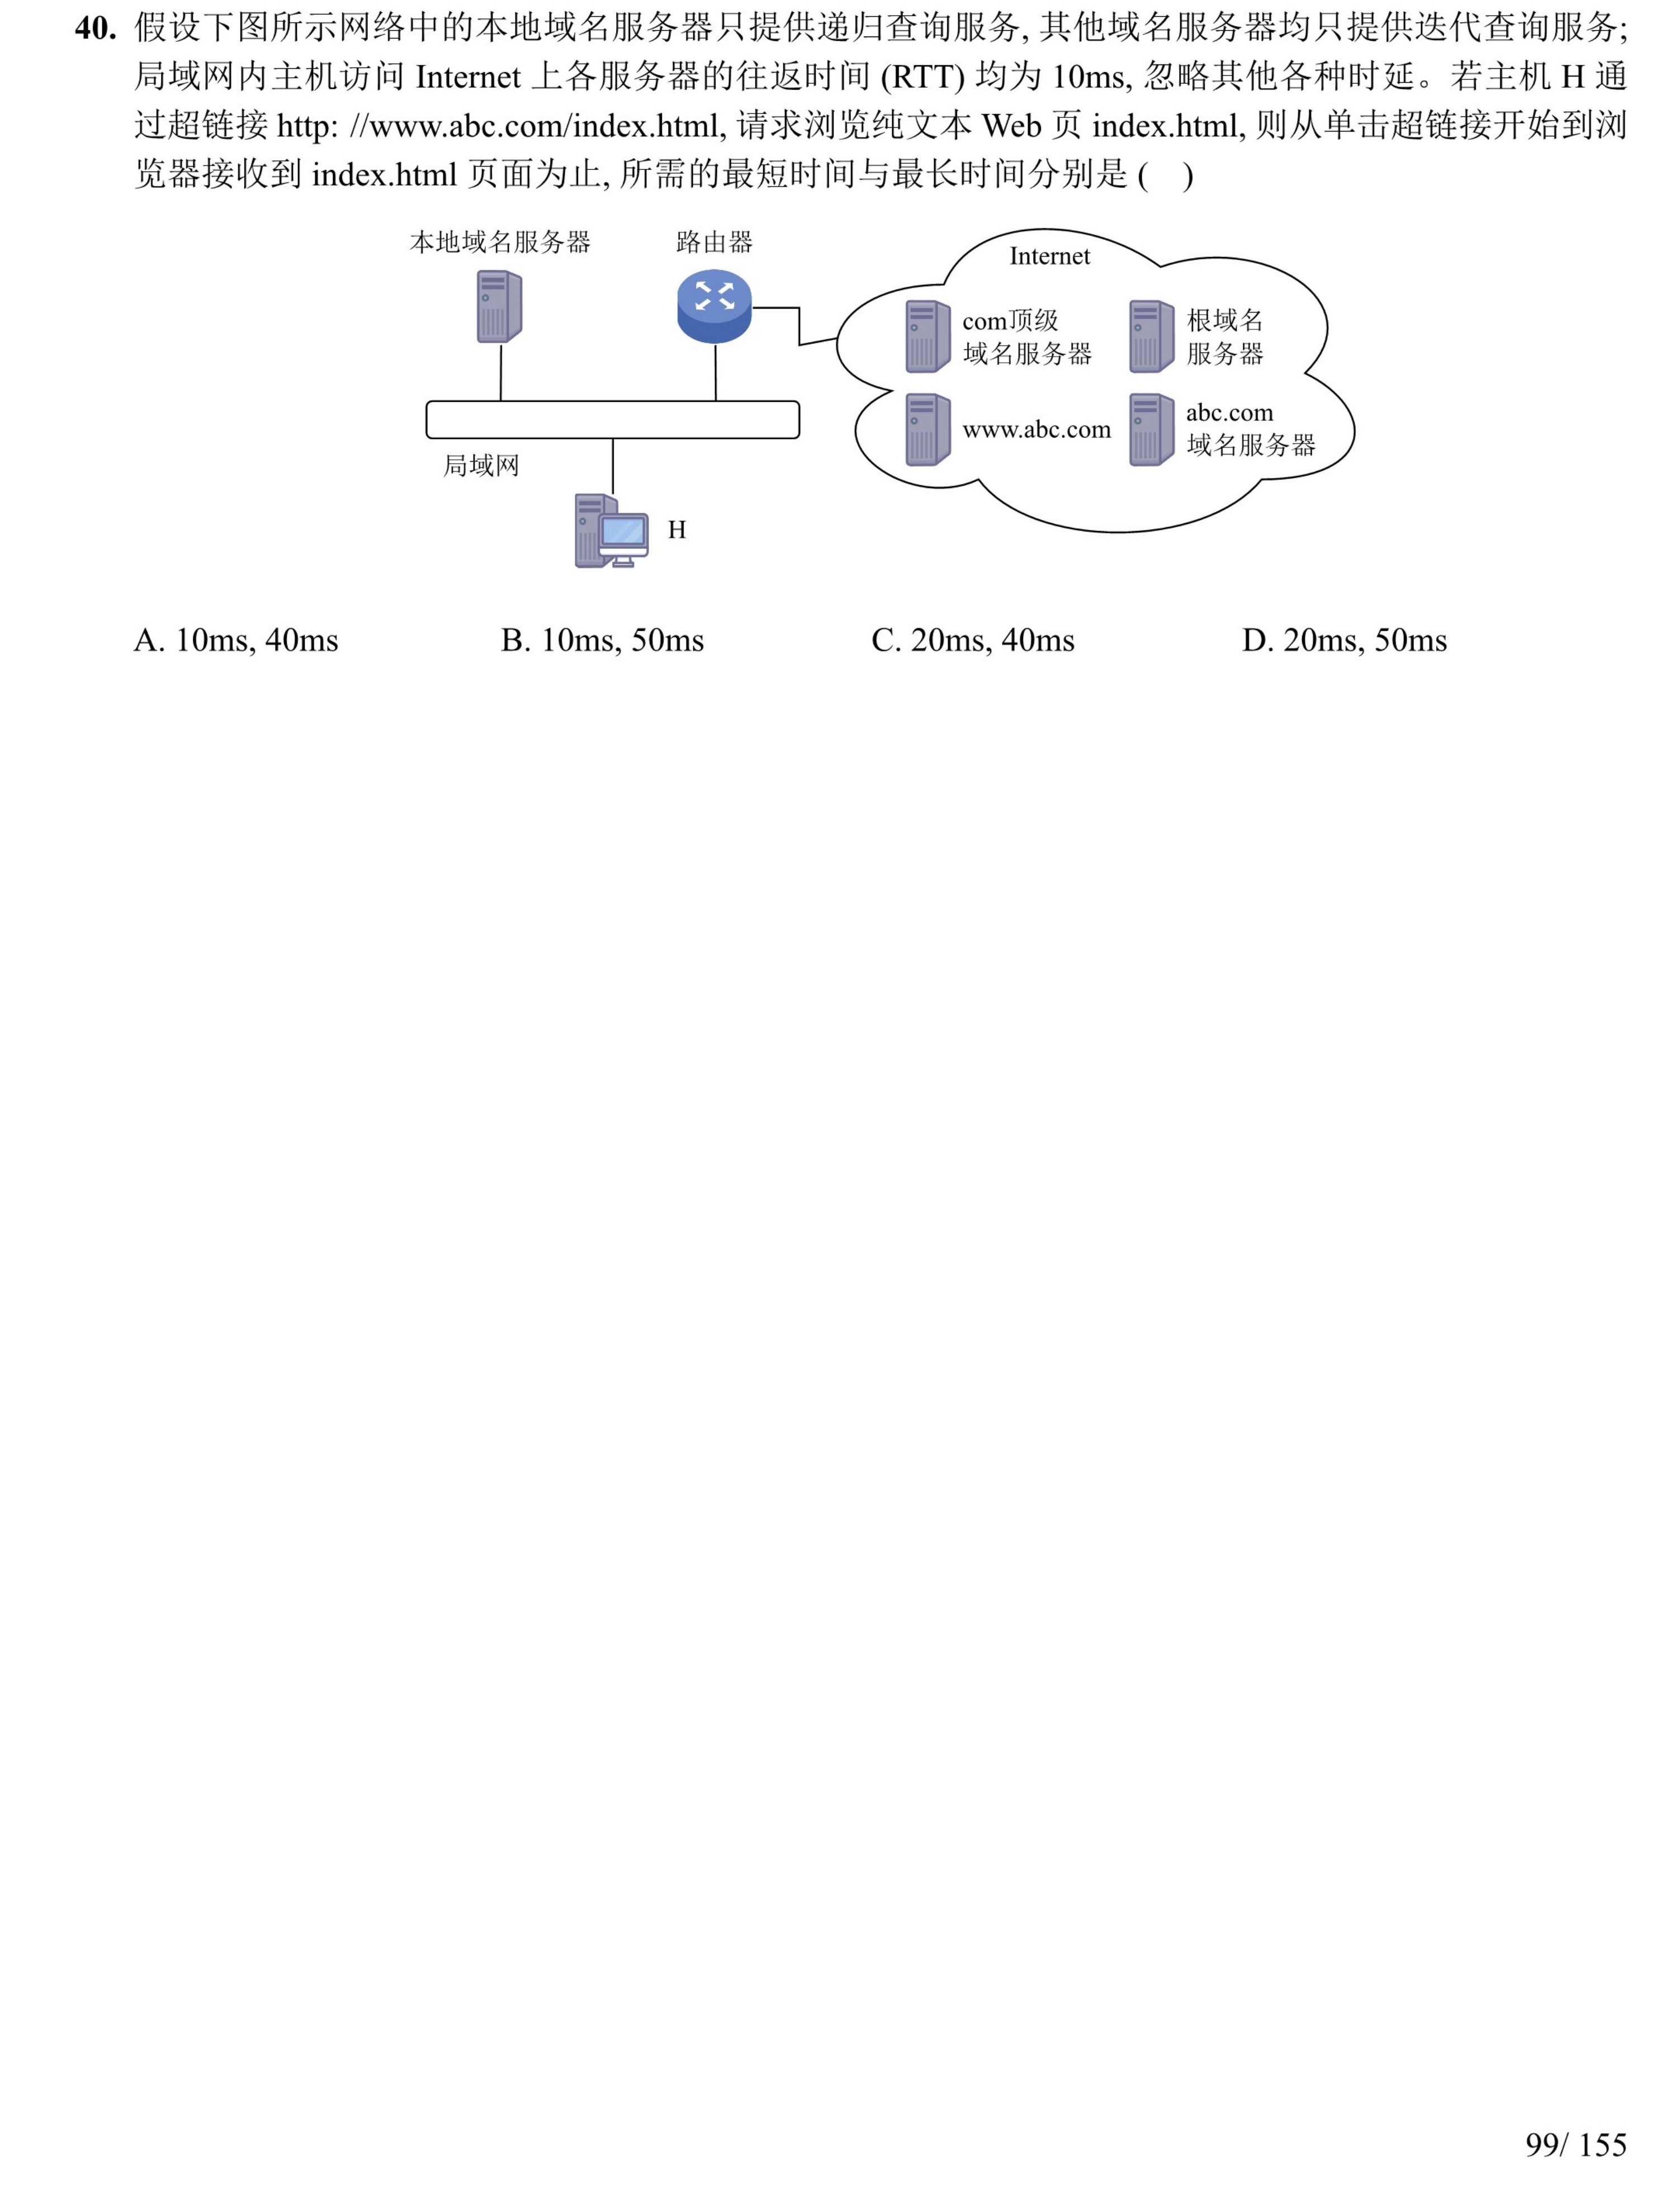 40. 假设下图所示网络中的本地域名服务器只提供递归查询服务, 其他域名服务器均只提供迭代查询服务;
局域网内主机访问 Internet 上各服务器的往返时间 (RTT) 均为 10ms, 忽略其他各种时延。若主机 H 通
过超链接 http: //www.abc.com/index.html, 请求浏览纯文本 Web 页 index.html, 则从单击超链接开始到浏
览器接收到 index.html 页面为止, 所需的最短时间与最长时间分别是 ( )
本地域名服务器
路由器
Internet
com顶级
域名服务器
根域名
服务器
www.abc.com
abc.com
域名服务器
局域网
H
A. 10ms, 40ms B. 10ms, 50ms C. 20ms, 40ms D. 20ms, 50ms
99/ 155